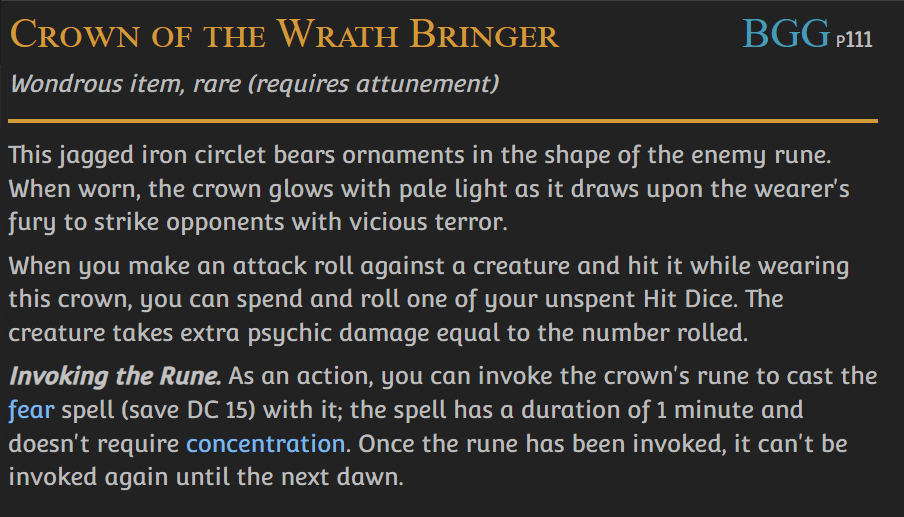 Crown of the Wrath Bringer BGG P111
Wondrous item, rare (requires attunement)
This jagged iron circlet bears ornaments in the shape of the enemy rune.
When worn, the crown glows with pale light as it draws upon the wearer's
fury to strike opponents with vicious terror.
When you make an attack roll against a creature and hit it while wearing
this crown, you can spend and roll one of your unspent Hit Dice. The
creature takes extra psychic damage equal to the number rolled.
Invoking the Rune. As an action, you can invoke the crown's rune to cast the
fear spell (save DC 15) with it; the spell has a duration of 1 minute and
doesn't require concentration. Once the rune has been invoked, it can't be
invoked again until the next dawn.